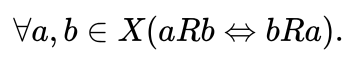 ∀a, b ∈ X(aRb ⇔ bRa).